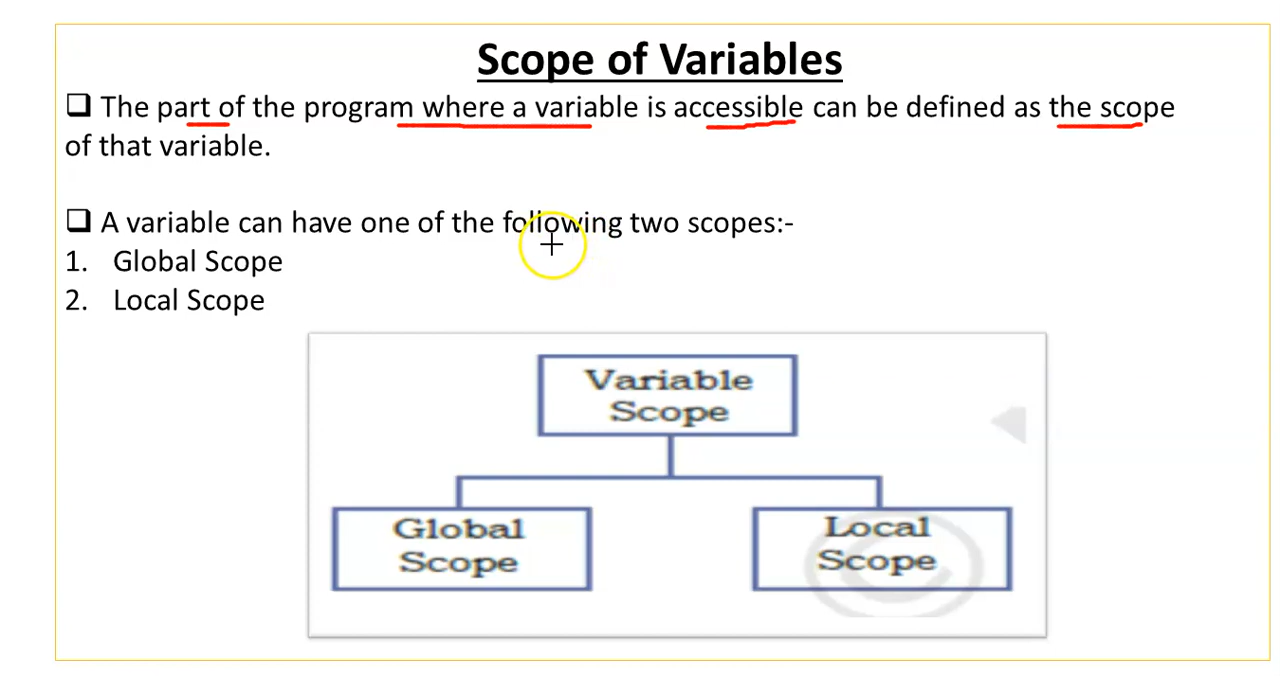 Scope of Variables
❑ The part of the program where a variable is accessible can be defined as the scope
of that variable.
❑ A variable can have one of the following two scopes:-
1. Global Scope
2. Local Scope
Variable
Scope
Global
Scope
Local
Scope